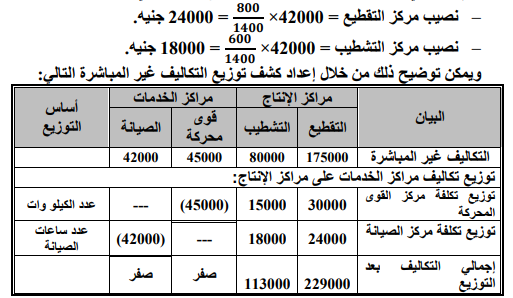 – نصيب مركز التقطيع = 42000× 800/1400 = 24000 جنيه.
– نصيب مركز التشطيب = 42000× 600/1400 = 18000 جنيه.
ويمكن توضيح ذلك من خلال إعداد كشف توزيع التكاليف غير المباشرة التالي:
البيان | مراكز الإنتاج | مراكز الخدمات | أساس التوزيع
التقطيع | التشطيب | قوى محركة | الصيانة
التكاليف غير المباشرة | 175000 | 80000 | 45000 | 42000
توزيع تكاليف مراكز الخدمات على مراكز الإنتاج:
توزيع تكلفة مركز القوى المحركة | 30000 | 15000 | (45000) | --- | عدد الكيلو وات
توزيع تكلفة مركز الصيانة | 24000 | 18000 | --- | (42000) | عدد ساعات الصيانة
إجمالي التكاليف بعد التوزيع | 229000 | 113000 | صفر | صفر